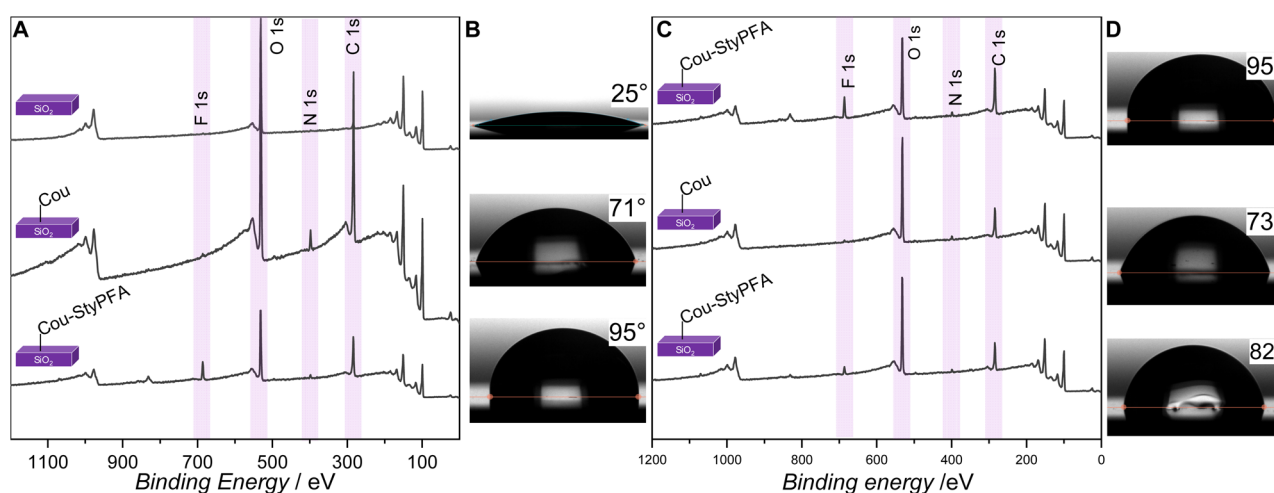 A
F 1s
O 1s
N 1s
C 1s
SiO2
Cou
SiO2
Cou-StyPFA
SiO2
1100 900 700 500 300 100
Binding Energy / eV
B
25°
71°
95°
C
Cou-StyPFA
SiO2
F 1s
O 1s
N 1s
C 1s
Cou
SiO2
Cou-StyPFA
SiO2
1200 1000 800 600 400 200 0
Binding energy /eV
D
95
73
82